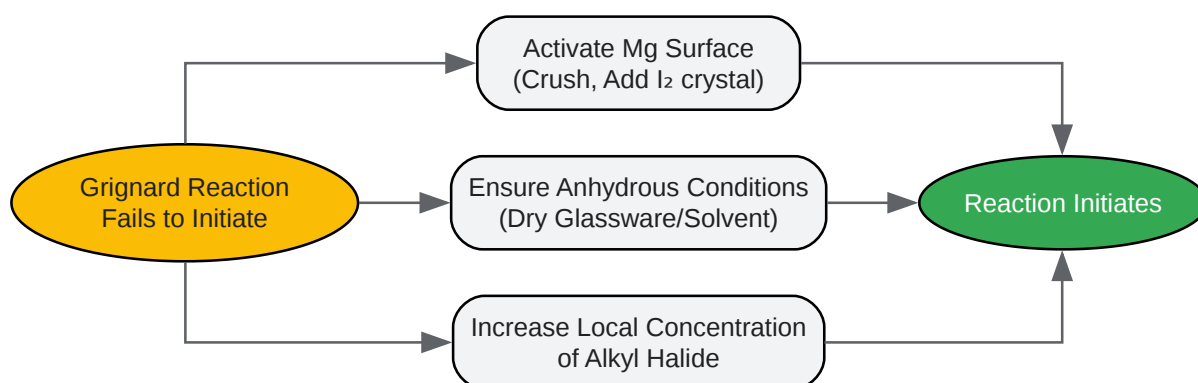 Activate Mg Surface
(Crush, Add I₂ crystal)
Grignard Reaction
Fails to Initiate
Ensure Anhydrous Conditions
(Dry Glassware/Solvent)
Reaction Initiates
Increase Local Concentration
of Alkyl Halide